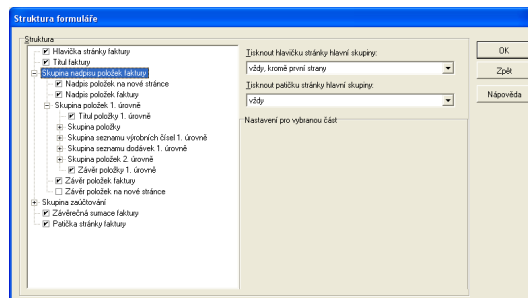 Struktura formuláře
Struktura
Hlavička stránky faktury
Titul faktury
Skupina nadpisu položek faktury
Nadpis položek na nové stránce
Nadpis položek faktury
Skupina položek 1. úrovně
Titul položky 1. úrovně
Skupina položky
Skupina seznamu výrobních čísel 1. úrovně
Skupina seznamu dodávek 1. úrovně
Skupina položek 2. úrovně
Závěr položky 1. úrovně
Závěr položek faktury
Závěr položek na nové stránce
Skupina zaúčtování
Závěrečná sumace faktury
Patička stránky faktury
Tisknout hlavičku stránky hlavní skupiny:
vždy, kromě první strany
Tisknout patičku stránky hlavní skupiny:
vždy
Nastavení pro vybranou část
OK
Zpět
Nápověda